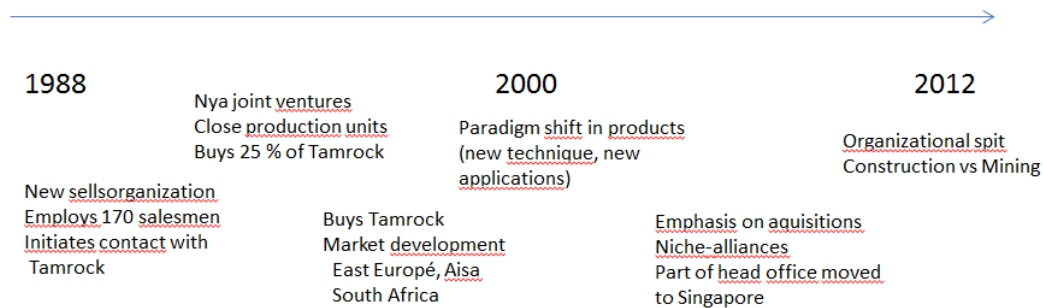 1988
2000
2012
Nya joint ventures
Close production units
Buys 25 % of Tamrock
Paradigm shift in products
(new technique, new
applications)
Organizational spit
Construction vs Mining
New sellsorganization
Employs 170 salesmen
Initiates contact with
Tamrock
Buys Tamrock
Market development
East Europé, Aisa
South Africa
Emphasis on aquisitions
Niche-alliances
Part of head office moved
to Singapore